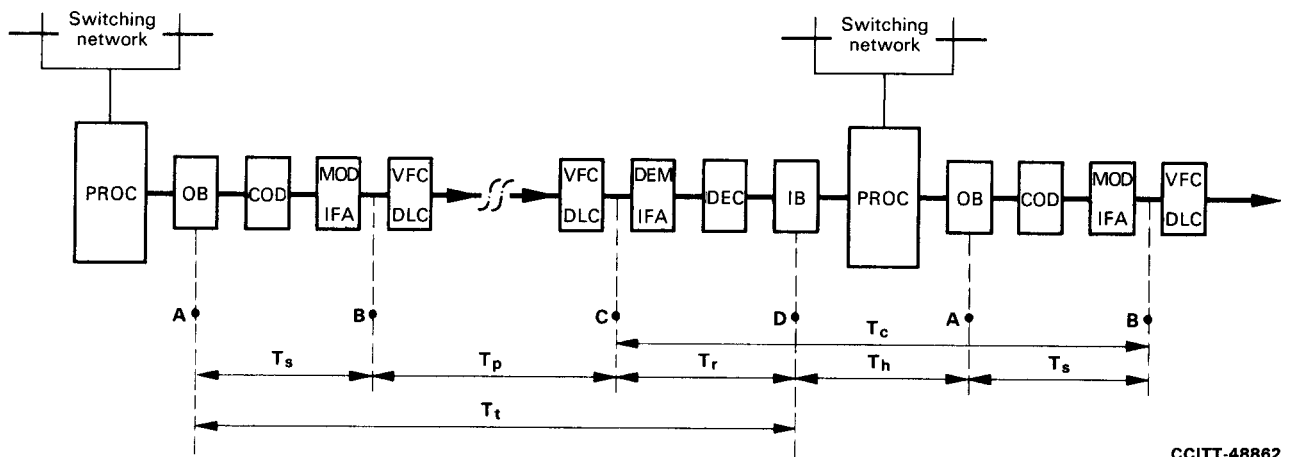 Switching
network
Switching
network
PROC
OB
COD
MOD
IFA
VFC
DLC
VFC
DLC
DEM
IFA
DEC
IB
PROC
OB
COD
MOD
IFA
VFC
DLC
A
B
C
D
A
B
Tc
Ts
Tp
Tr
Th
Ts
Tt
CCITT-48862